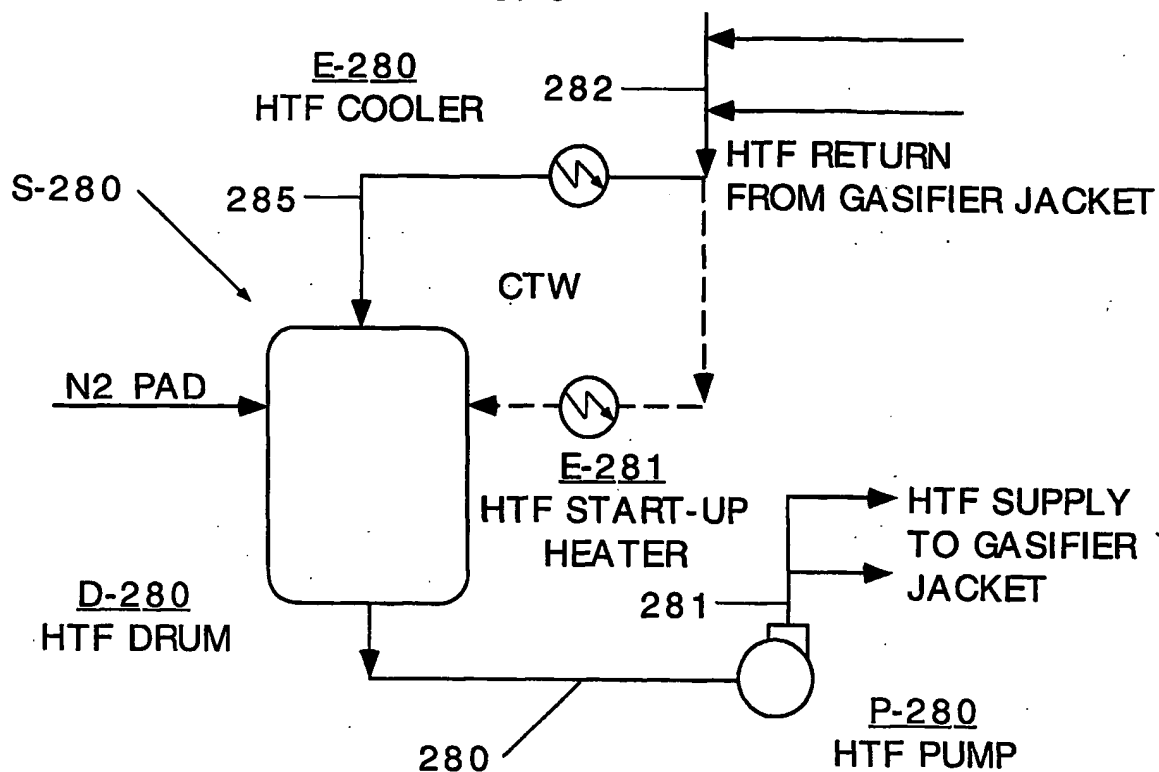 E-280
HTF COOLER
282
HTF RETURN
FROM GASIFIER JACKET
S-280
285
CTW
N2 PAD
E-281
HTF START-UP
HEATER
HTF SUPPLY
TO GASIFIER
JACKET
D-280
HTF DRUM
281
280
P-280
HTF PUMP